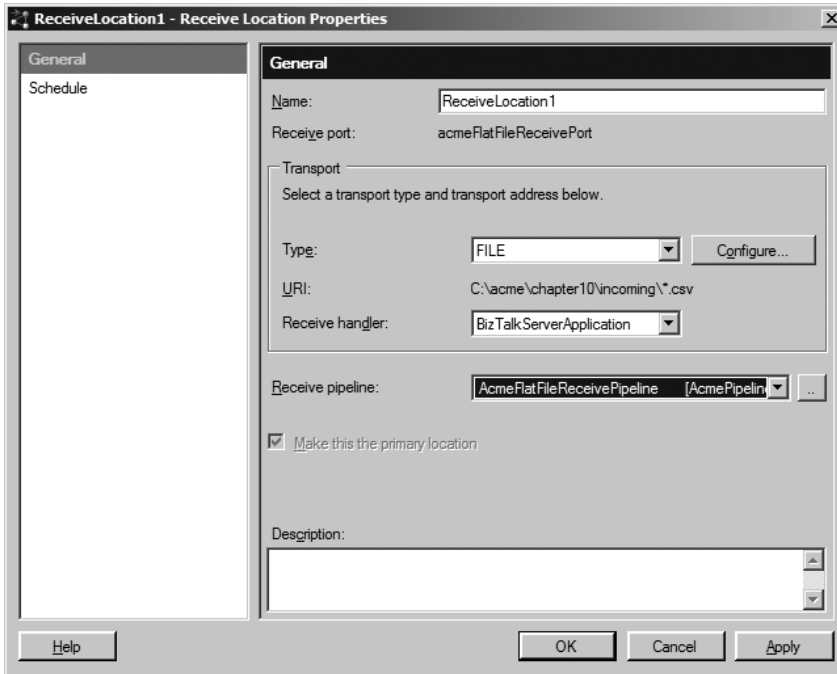 ReceiveLocation1 - Receive Location Properties
General
Schedule
General
Name: ReceiveLocation1
Receive port: acmeFlatFileReceivePort
Transport
Select a transport type and transport address below.
Type: FILE Configure...
URI: C:\acme\chapter10\incoming\*.csv
Receive handler: BizTalkServerApplication
Receive pipeline: AcmeFlatFileReceivePipeline [AcmePipelin ..
Make this the primary location
Description:
Help OK Cancel Apply